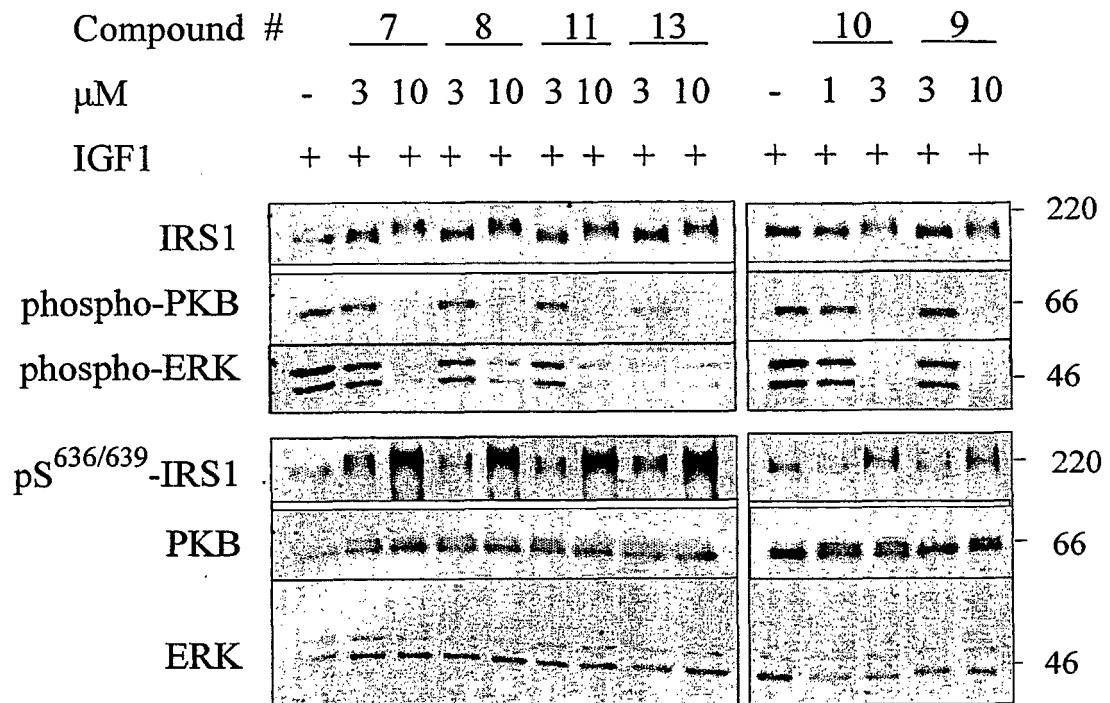 Compound # 7 8 11 13 10 9
µM - 3 10 3 10 3 10 3 10 - 1 3 3 10
IGF1 + + + + + + + + + + + + + +
IRS1 220
phospho-PKB 66
phospho-ERK 46
pS636/639-IRS1 220
PKB 66
ERK 46